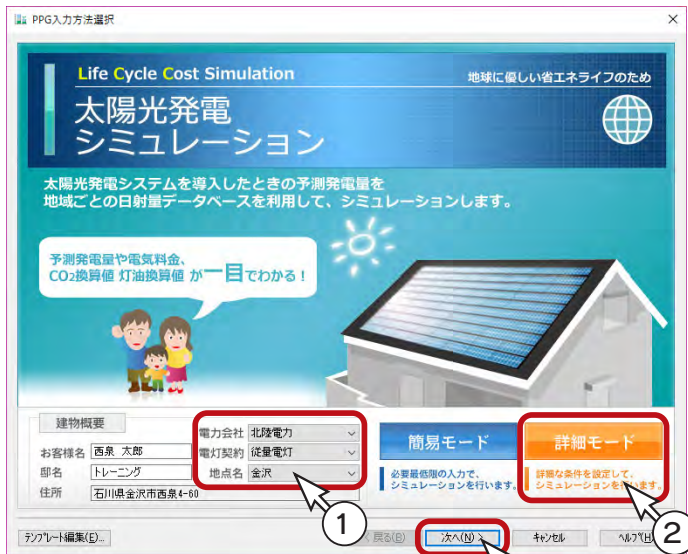 PPG入力方法選択
Life Cycle Cost Simulation
地球に優しい省エネライフのため
太陽光発電
シミュレーション
太陽光発電システムを導入したときの予測発電量を
地域ごとの日射量データベースを利用して、シミュレーションします。
予測発電量や電気料金、
CO2換算値 灯油換算値 が一目でわかる！
建物概要
お客様名 西泉 太郎
邸名 トレーニング
住所 石川県金沢市西泉4-60
電力会社 北陸電力
電灯契約 従量電灯
地点名 金沢
簡易モード
必要最低限の入力で、
シミュレーションを行います。
詳細モード
詳細な条件を設定して、
シミュレーションを行います。
1
2
テンプレート編集(E)...
< 戻る(B)
次へ(N) >
キャンセル
ヘルプ(H)